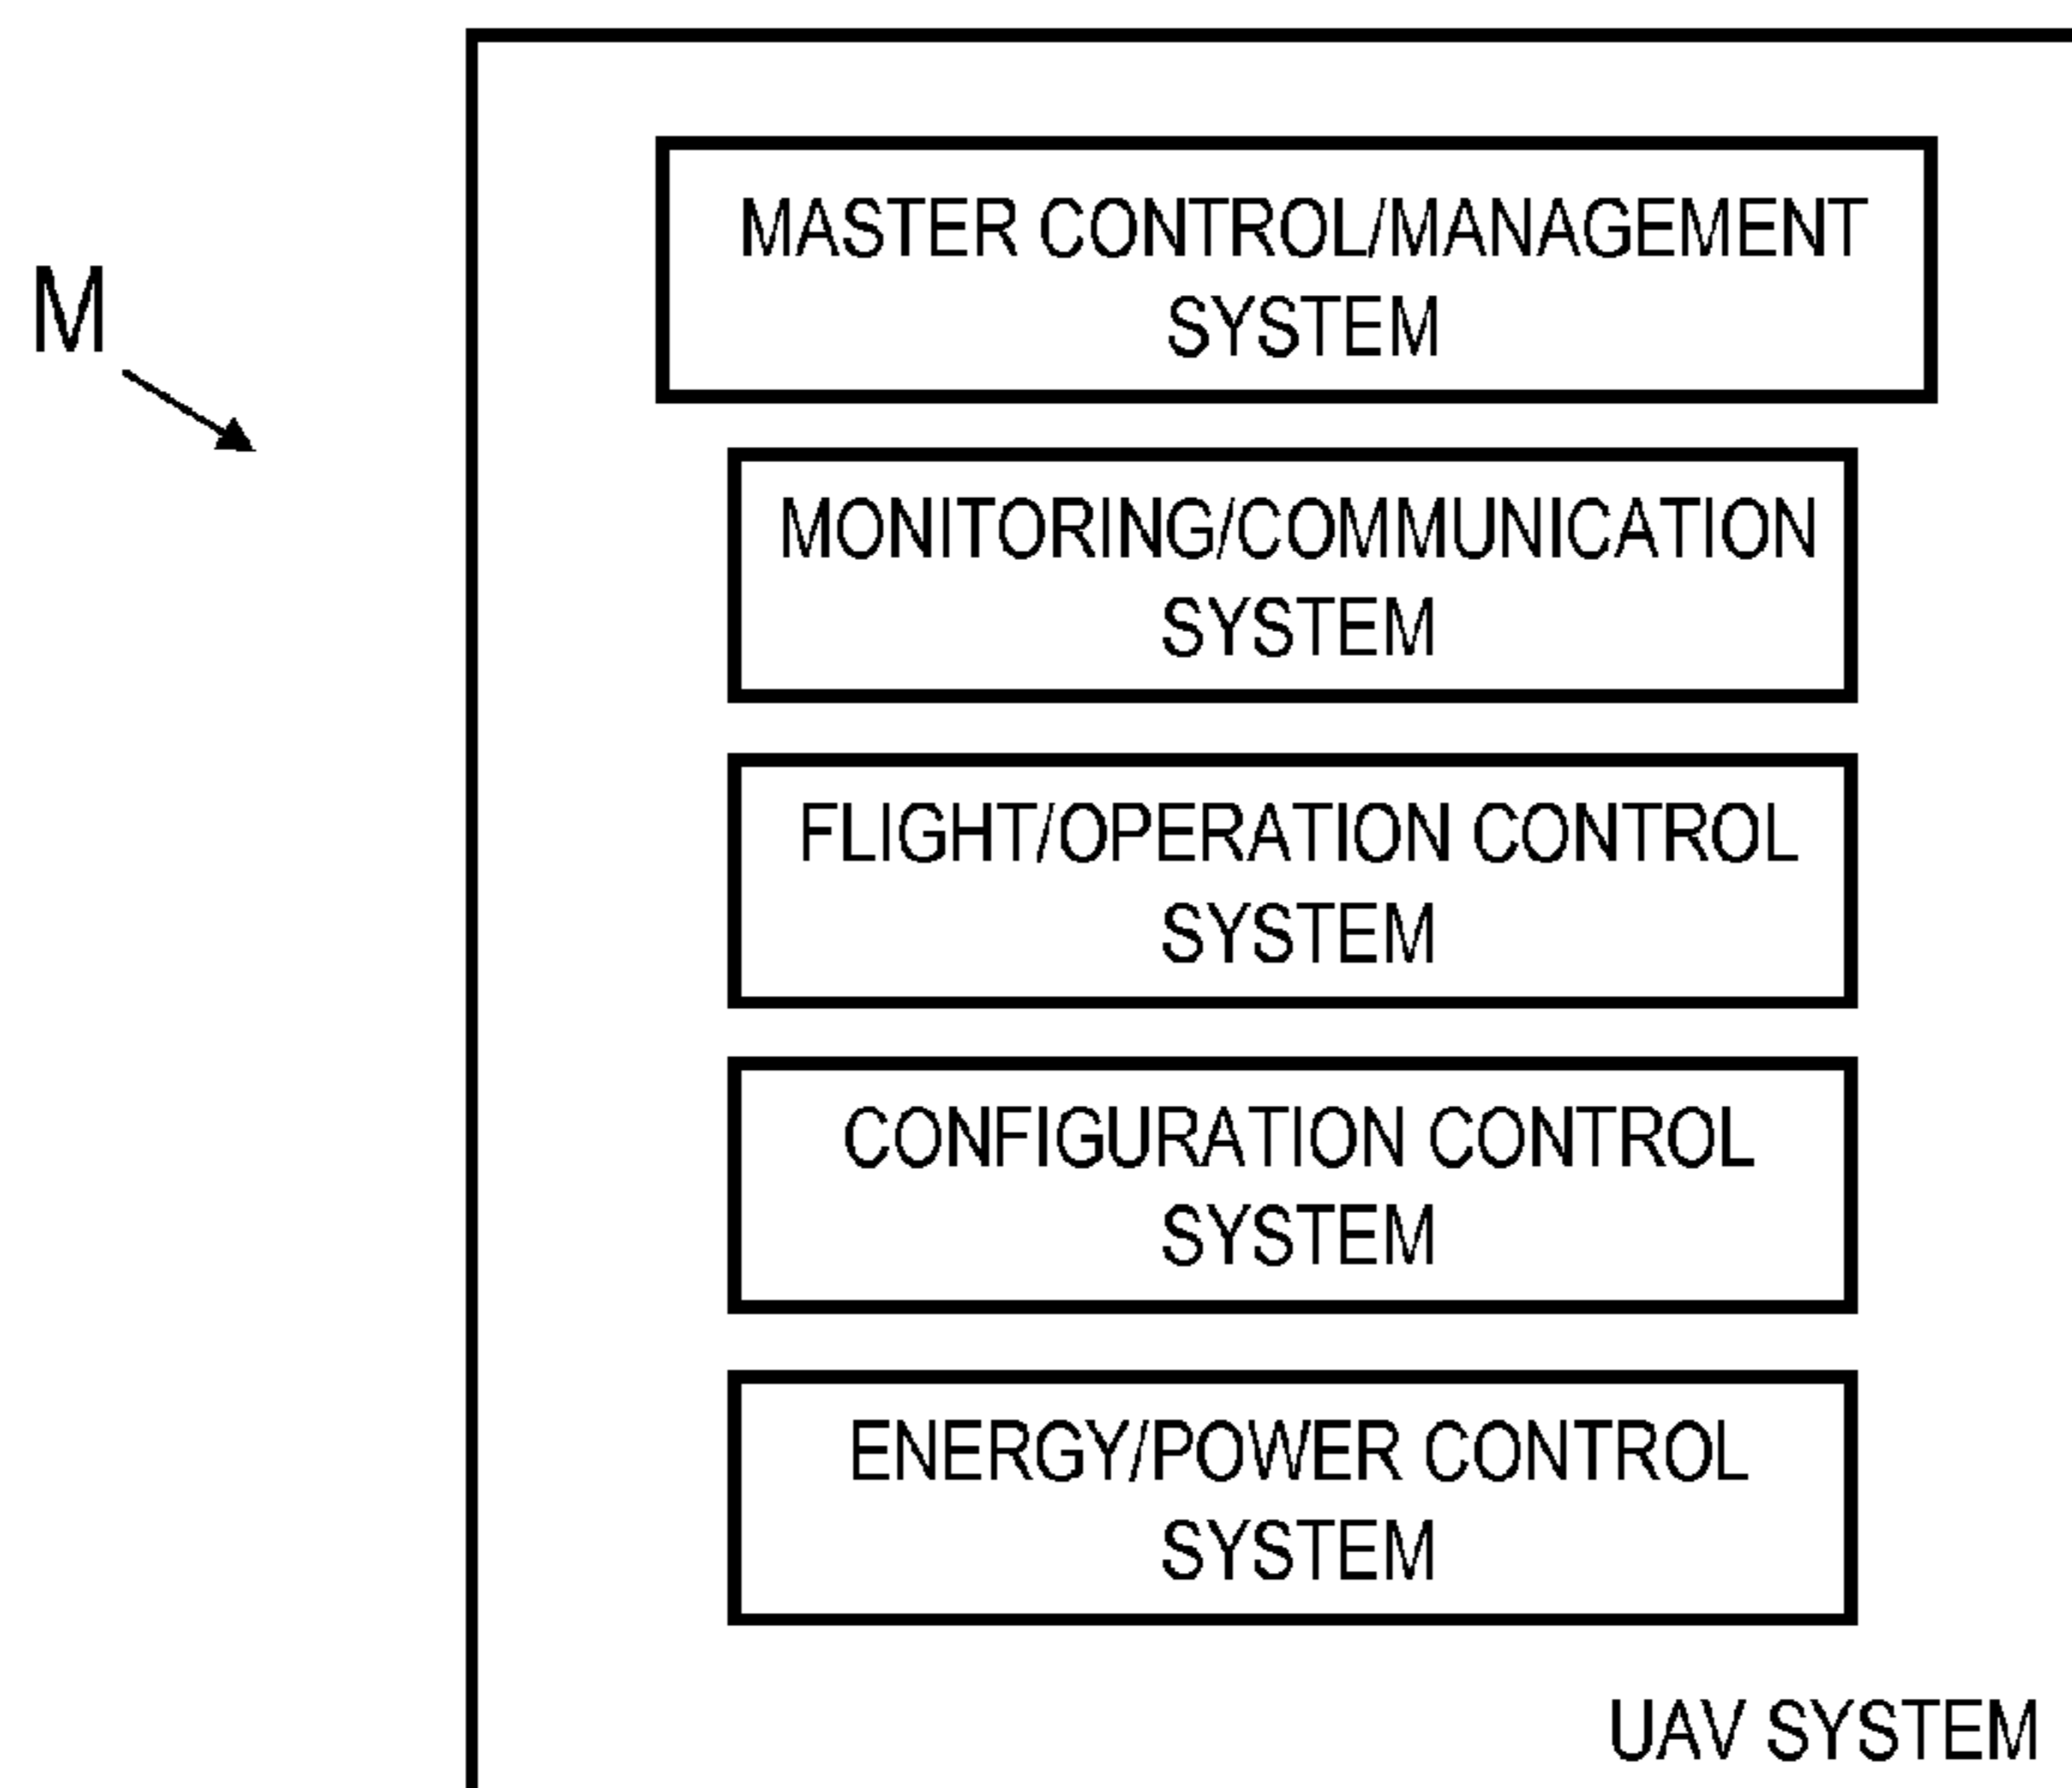 MASTER CONTROL/MANAGEMENT
SYSTEM
M
MONITORING/COMMUNICATION
SYSTEM
FLIGHT/OPERATION CONTROL
SYSTEM
CONFIGURATION CONTROL
SYSTEM
ENERGY/POWER CONTROL
SYSTEM
UAV SYSTEM